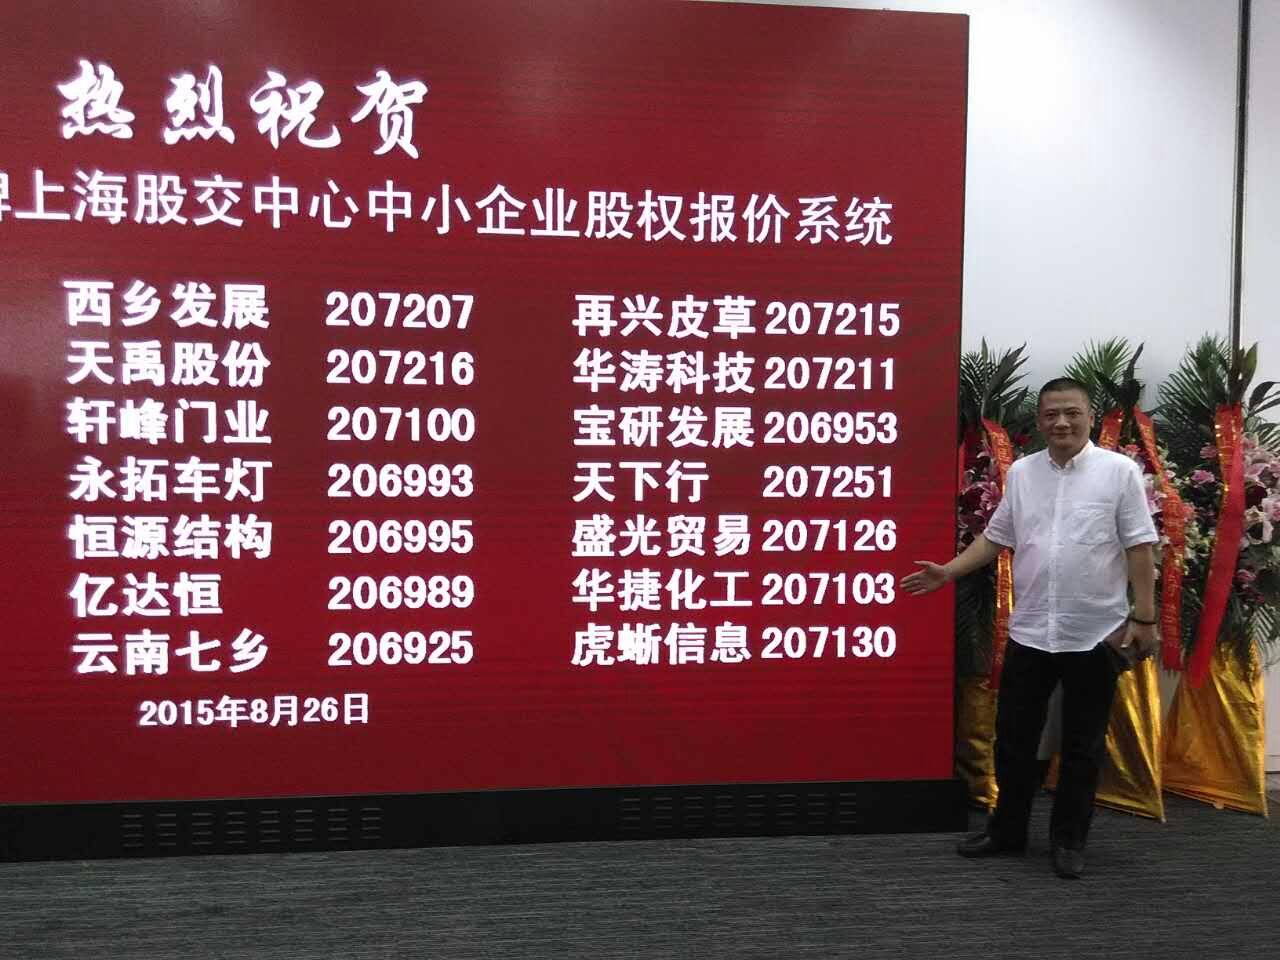 热烈祝贺
牌上海股交中心中小企业股权报价系统
西乡发展 207207 再兴皮草 207215
天禹股份 207216 华涛科技 207211
轩峰门业 207100 宝研发展 206953
永拓车灯 206993 天下行 207251
恒源结构 206995 盛光贸易 207126
亿达恒 206989 华捷化工 207103
云南七乡 206925 虎蜥信息 207130
2015年8月26日